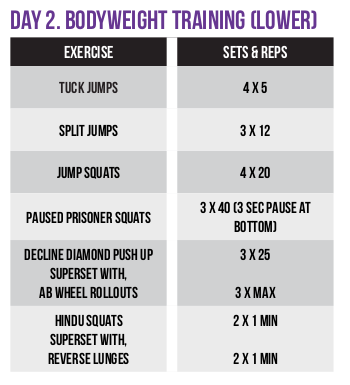 DAY 2. BODYWEIGHT TRAINING (LOWER)
EXERCISE SETS & REPS
TUCK JUMPS 4 X 5
SPLIT JUMPS 3 X 12
JUMP SQUATS 4 X 20
PAUSED PRISONER SQUATS 3 X 40 (3 SEC PAUSE AT
BOTTOM)
DECLINE DIAMOND PUSH UP 3 X 25
SUPERSET WITH,
AB WHEEL ROLLOUTS 3 X MAX
HINDU SQUATS 2 X 1 MIN
SUPERSET WITH,
REVERSE LUNGES 2 X 1 MIN